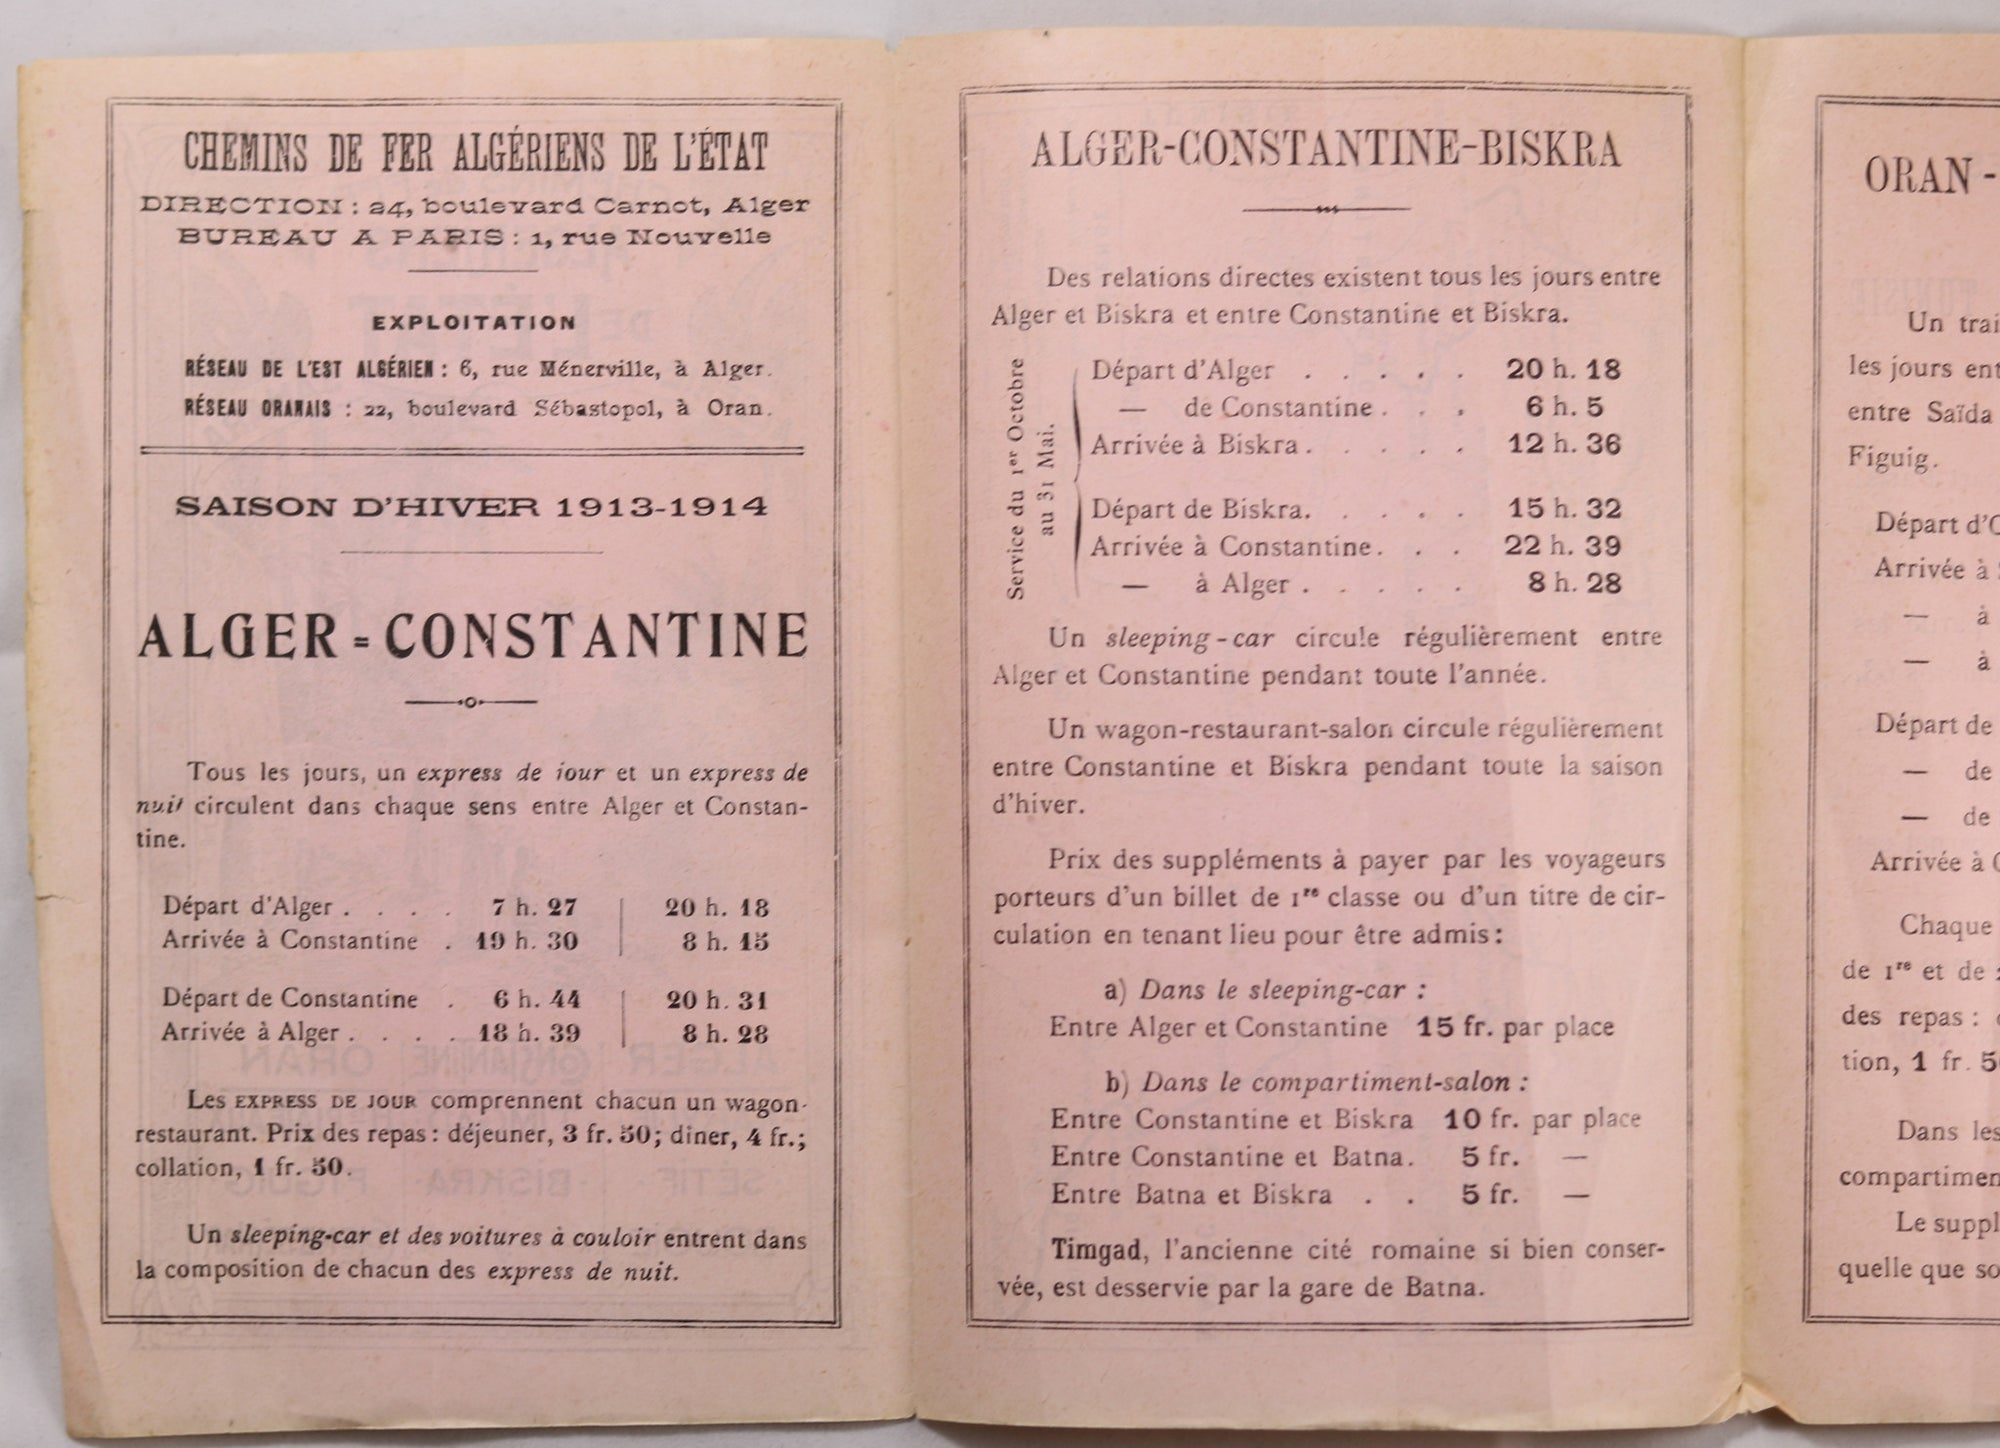 CHEMINS DE FER ALGÉRIENS DE L'ÉTAT
DIRECTION : 24, boulevard Carnot, Alger
BUREAU A PARIS : 1, rue Nouvelle
EXPLOITATION
RÉSEAU DE L'EST ALGÉRIEN : 6, rue Ménerville, à Alger.
RÉSEAU ORANAIS : 22, boulevard Sébastopol, à Oran.
SAISON D'HIVER 1913-1914
ALGER=CONSTANTINE
Tous les jours, un express de jour et un express de
nuit circulent dans chaque sens entre Alger et Constan-
tine.
Départ d'Alger . . . . 7 h. 27 | 20 h. 18
Arrivée à Constantine . 19 h. 30 | 8 h. 15
Départ de Constantine . 6 h. 44 | 20 h. 31
Arrivée à Alger . . . . 18 h. 39 | 8 h. 28
Les EXPRESS DE JOUR comprennent chacun un wagon-
restaurant. Prix des repas : déjeuner, 3 fr. 50; dîner, 4 fr.;
collation, 1 fr. 50.
Un sleeping-car et des voitures à couloir entrent dans
la composition de chacun des express de nuit.
ALGER-CONSTANTINE-BISKRA
Des relations directes existent tous les jours entre
Alger et Biskra et entre Constantine et Biskra.
Service du 1er Octobre
au 31 Mai.
Départ d'Alger . . . . . 20 h. 18
— de Constantine . . . 6 h. 5
Arrivée à Biskra . . . . . 12 h. 36
Départ de Biskra. . . . . 15 h. 32
Arrivée à Constantine. . . 22 h. 39
— à Alger . . . . . 8 h. 28
Un sleeping-car circule régulièrement entre
Alger et Constantine pendant toute l'année.
Un wagon-restaurant-salon circule régulièrement
entre Constantine et Biskra pendant toute la saison
d'hiver.
Prix des suppléments à payer par les voyageurs
porteurs d'un billet de 1re classe ou d'un titre de cir-
culation en tenant lieu pour être admis :
a) Dans le sleeping-car :
Entre Alger et Constantine 15 fr. par place
b) Dans le compartiment-salon :
Entre Constantine et Biskra 10 fr. par place
Entre Constantine et Batna. 5 fr. —
Entre Batna et Biskra . . 5 fr. —
Timgad, l'ancienne cité romaine si bien conser-
vée, est desservie par la gare de Batna.
ORAN -
Un trai
les jours ent
entre Saïda
Figuig.
Départ d'O
Arrivée à
— à
— à
Départ de
— de
— de
Arrivée à O
Chaque
de 1re et de
des repas :
tion, 1 fr. 5
Dans les
compartimen
Le suppl
quelle que so